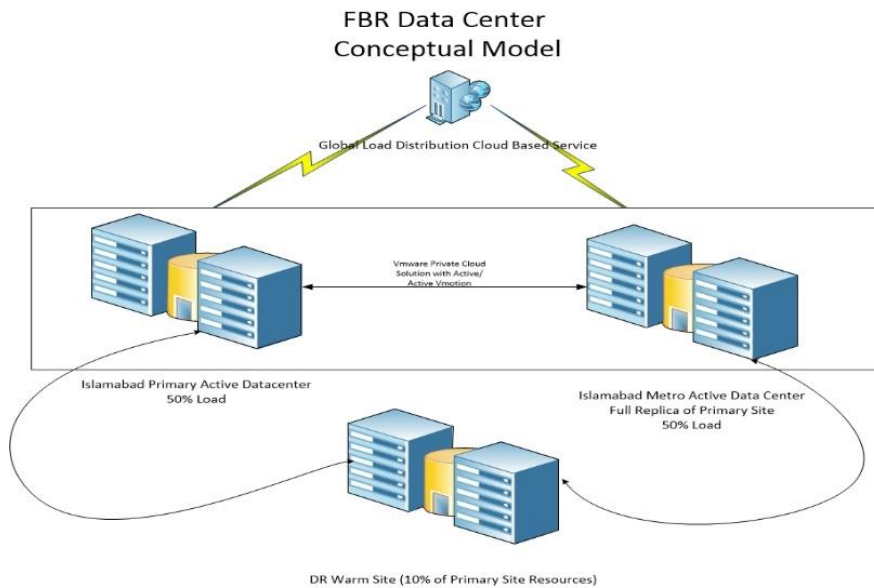 FBR Data Center
Conceptual Model
Global Load Distribution Cloud Based Service
Vmware Private Cloud
Solution with Active/
Active Vmotion
Islamabad Primary Active Datacenter
50% Load
Islamabad Metro Active Data Center
Full Replica of Primary Site
50% Load
DR Warm Site (10% of Primary Site Resources)